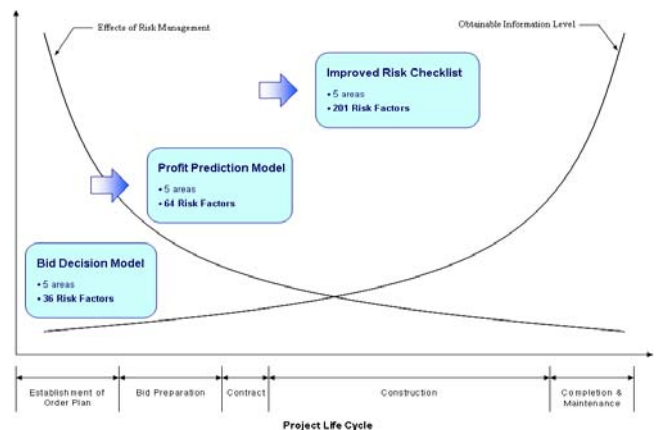 Effects of Risk Management
Obtainable Information Level
Improved Risk Checklist
• 5 areas
• 201 Risk Factors
Profit Prediction Model
• 5 areas
• 64 Risk Factors
Bid Decision Model
• 5 areas
• 36 Risk Factors
Establishment of
Order Plan
Bid Preparation
Contract
Construction
Completion &
Maintenance
Project Life Cycle